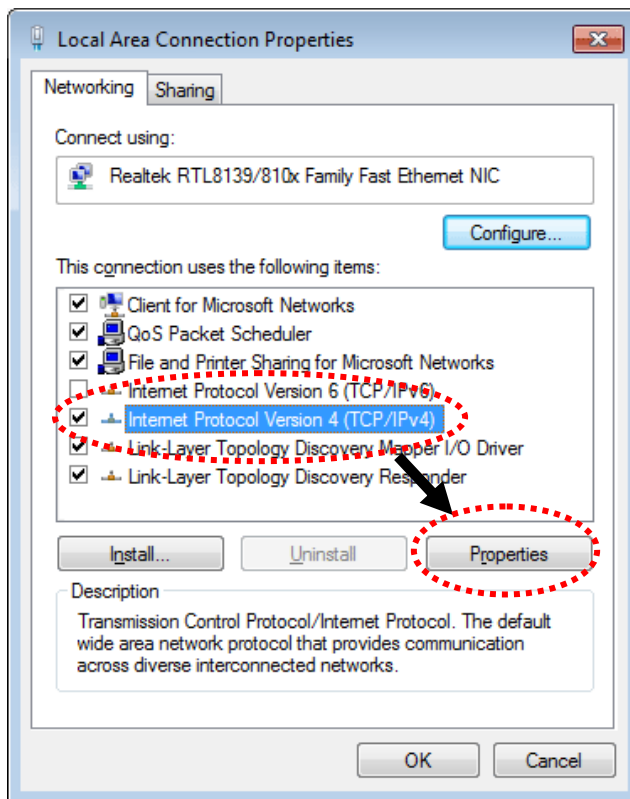 Local Area Connection Properties
Networking
Sharing
Connect using:
Realtek RTL8139/810x Family Fast Ethernet NIC
Configure...
This connection uses the following items:
Client for Microsoft Networks
QoS Packet Scheduler
File and Printer Sharing for Microsoft Networks
Internet Protocol Version 6 (TCP/IPv6)
Internet Protocol Version 4 (TCP/IPv4)
Link-Layer Topology Discovery Mapper I/O Driver
Link-Layer Topology Discovery Responder
Install...
Uninstall
Properties
Description
Transmission Control Protocol/Internet Protocol. The default
wide area network protocol that provides communication
across diverse interconnected networks.
OK
Cancel